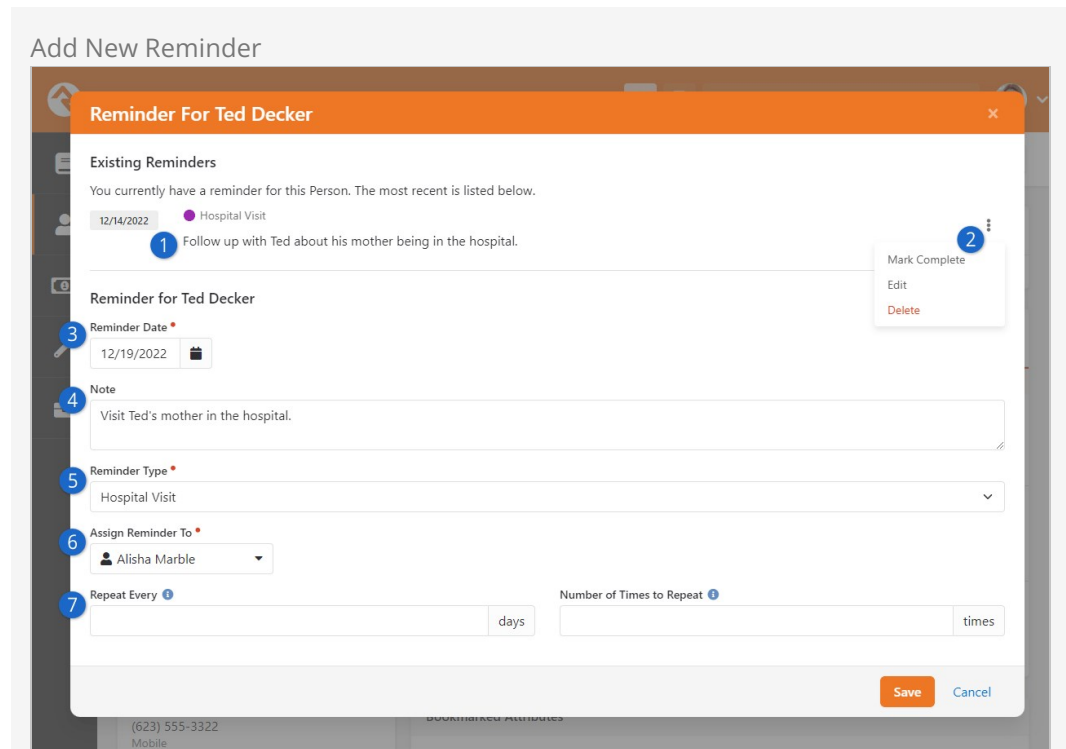 Add New Reminder
Reminder For Ted Decker ×
Existing Reminders
You currently have a reminder for this Person. The most recent is listed below.
12/14/2022 Hospital Visit
1 Follow up with Ted about his mother being in the hospital.
2
Mark Complete
Edit
Delete
Reminder for Ted Decker
3 Reminder Date
12/19/2022
Note
4 Visit Ted's mother in the hospital.
5 Reminder Type
Hospital Visit
6 Assign Reminder To
Alisha Marble
7 Repeat Every Number of Times to Repeat
days times
Save Cancel
Bookmarked Attributes
(623) 555-3322
Mobile